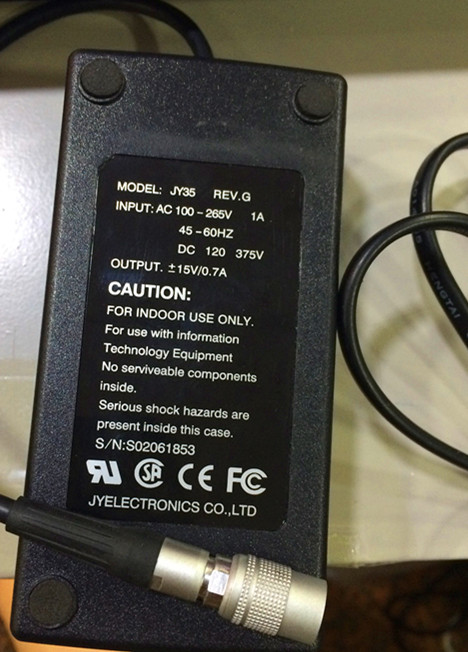 MODEL: JY35 REV.G
INPUT: AC 100 ~ 265V 1A
45 - 60HZ
DC 120 375V
OUTPUT. ±15V/0.7A
CAUTION:
FOR INDOOR USE ONLY.
For use with information
Technology Equipment
No serviveable components
inside.
Serious shock hazards are
present inside this case.
S/N:S02061853
JYELECTRONICS CO.,LTD
ENGTAI